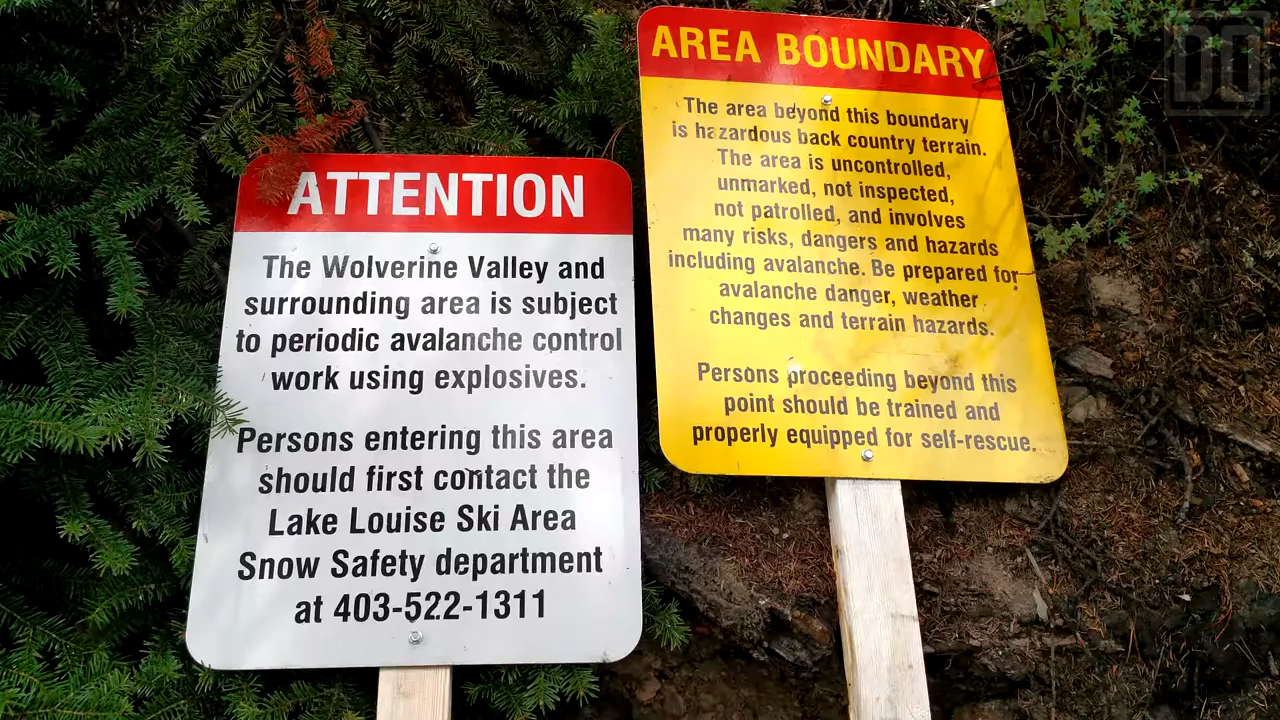 ATTENTION
The Wolverine Valley and
surrounding area is subject
to periodic avalanche control
work using explosives.
Persons entering this area
should first contact the
Lake Louise Ski Area
Snow Safety department
at 403-522-1311
AREA BOUNDARY
The area beyond this boundary
is hazardous back country terrain.
The area is uncontrolled,
unmarked, not inspected,
not patrolled, and involves
many risks, dangers and hazards
including avalanche. Be prepared for
avalanche danger, weather
changes and terrain hazards.
Persons proceeding beyond this
point should be trained and
properly equipped for self-rescue.
DO